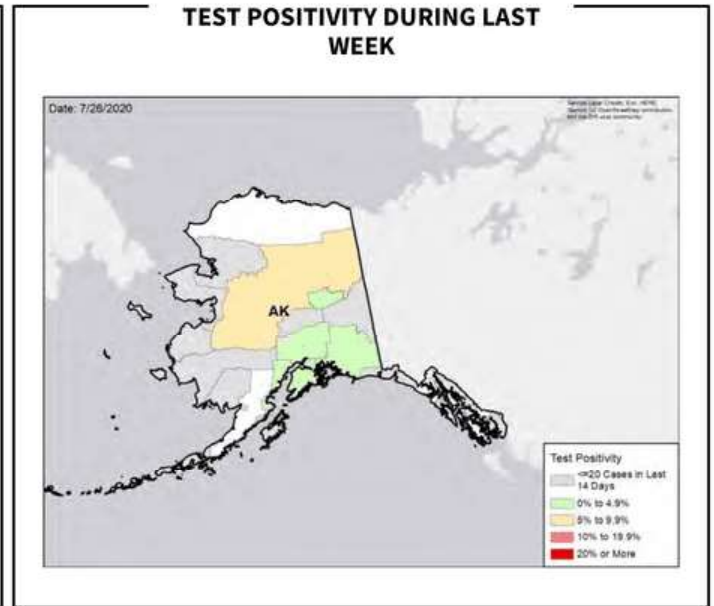 TEST POSITIVITY DURING LAST
WEEK
Date: 7/26/2020
AK
Test Positivity
<=20 Cases in Last
14 Days
0% to 4.9%
5% to 9.9%
10% to 19.9%
20% or More